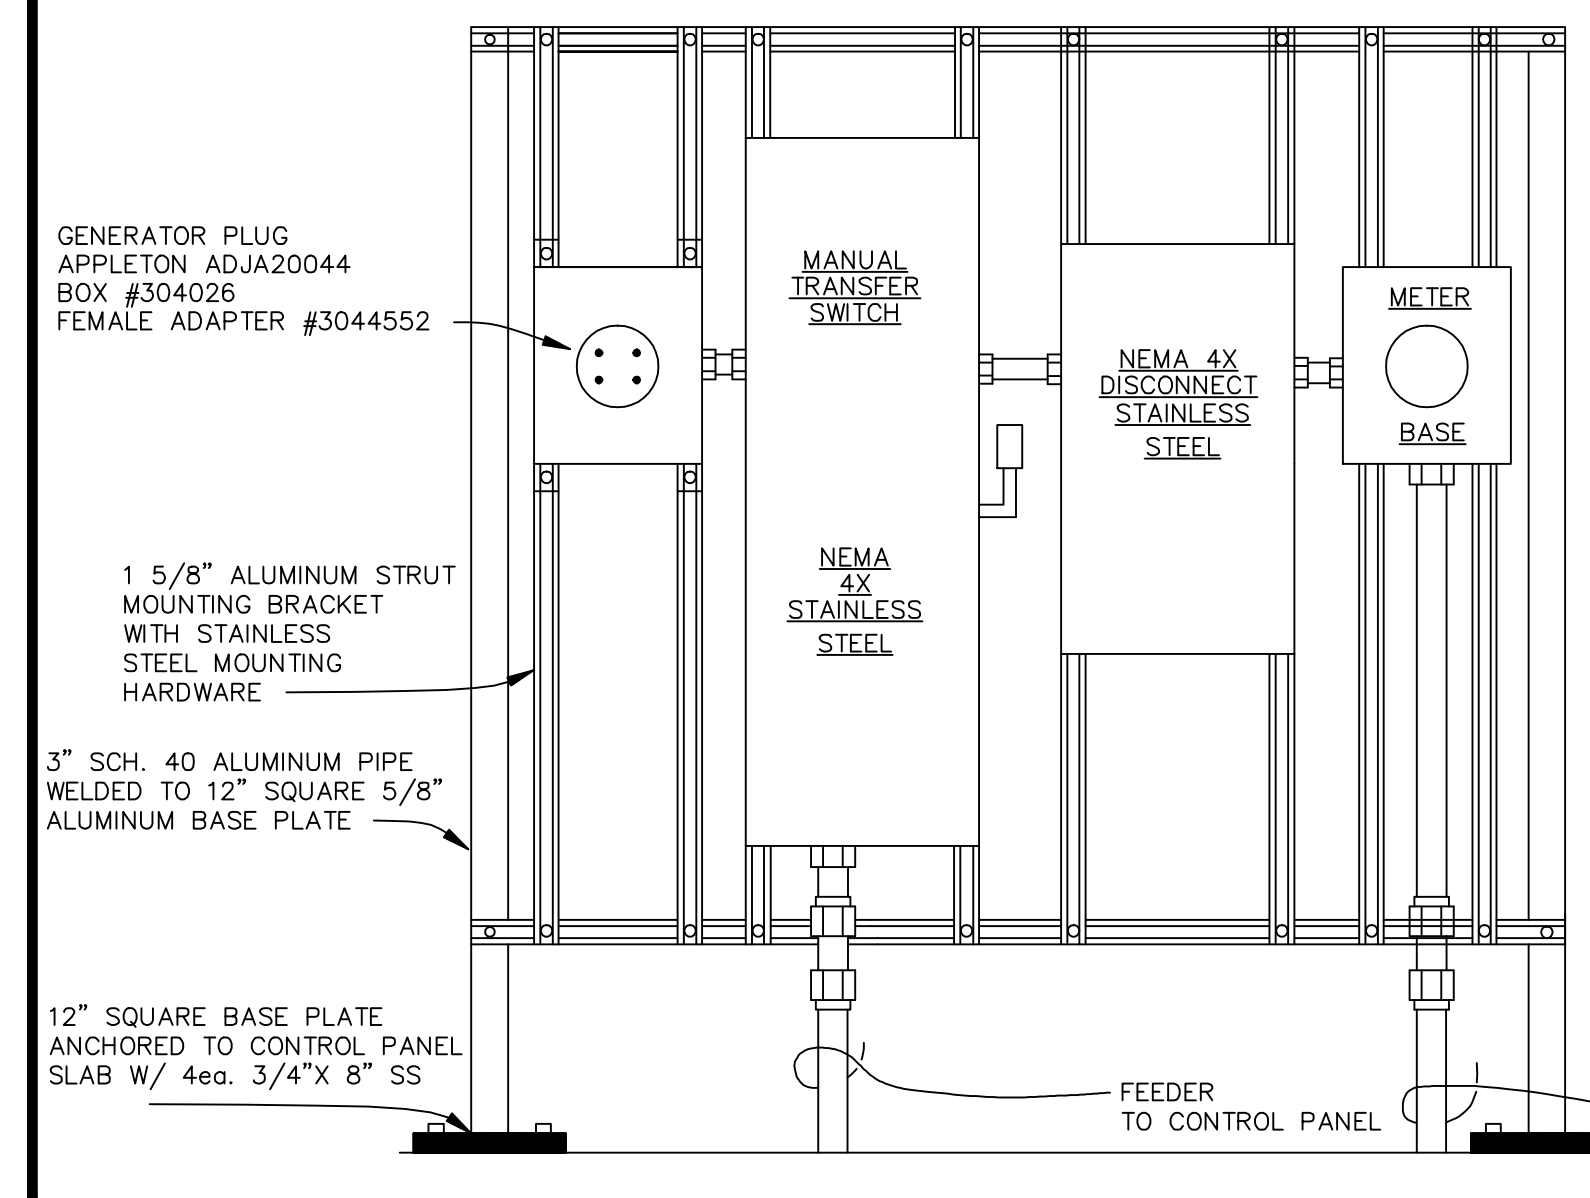 GENERATOR PLUG
APPLETON ADJA20044
BOX #304026
FEMALE ADAPTER #3044552
MANUAL
TRANSFER
SWITCH
NEMA
4X
STAINLESS
STEEL
NEMA 4X
DISCONNECT
STAINLESS
STEEL
METER
BASE
1 5/8” ALUMINUM STRUT
MOUNTING BRACKET
WITH STAINLESS
STEEL MOUNTING
HARDWARE
3” SCH. 40 ALUMINUM PIPE
WELDED TO 12” SQUARE 5/8”
ALUMINUM BASE PLATE
12” SQUARE BASE PLATE
ANCHORED TO CONTROL PANEL
SLAB W/ 4ea. 3/4”X 8” SS
FEEDER
TO CONTROL PANEL